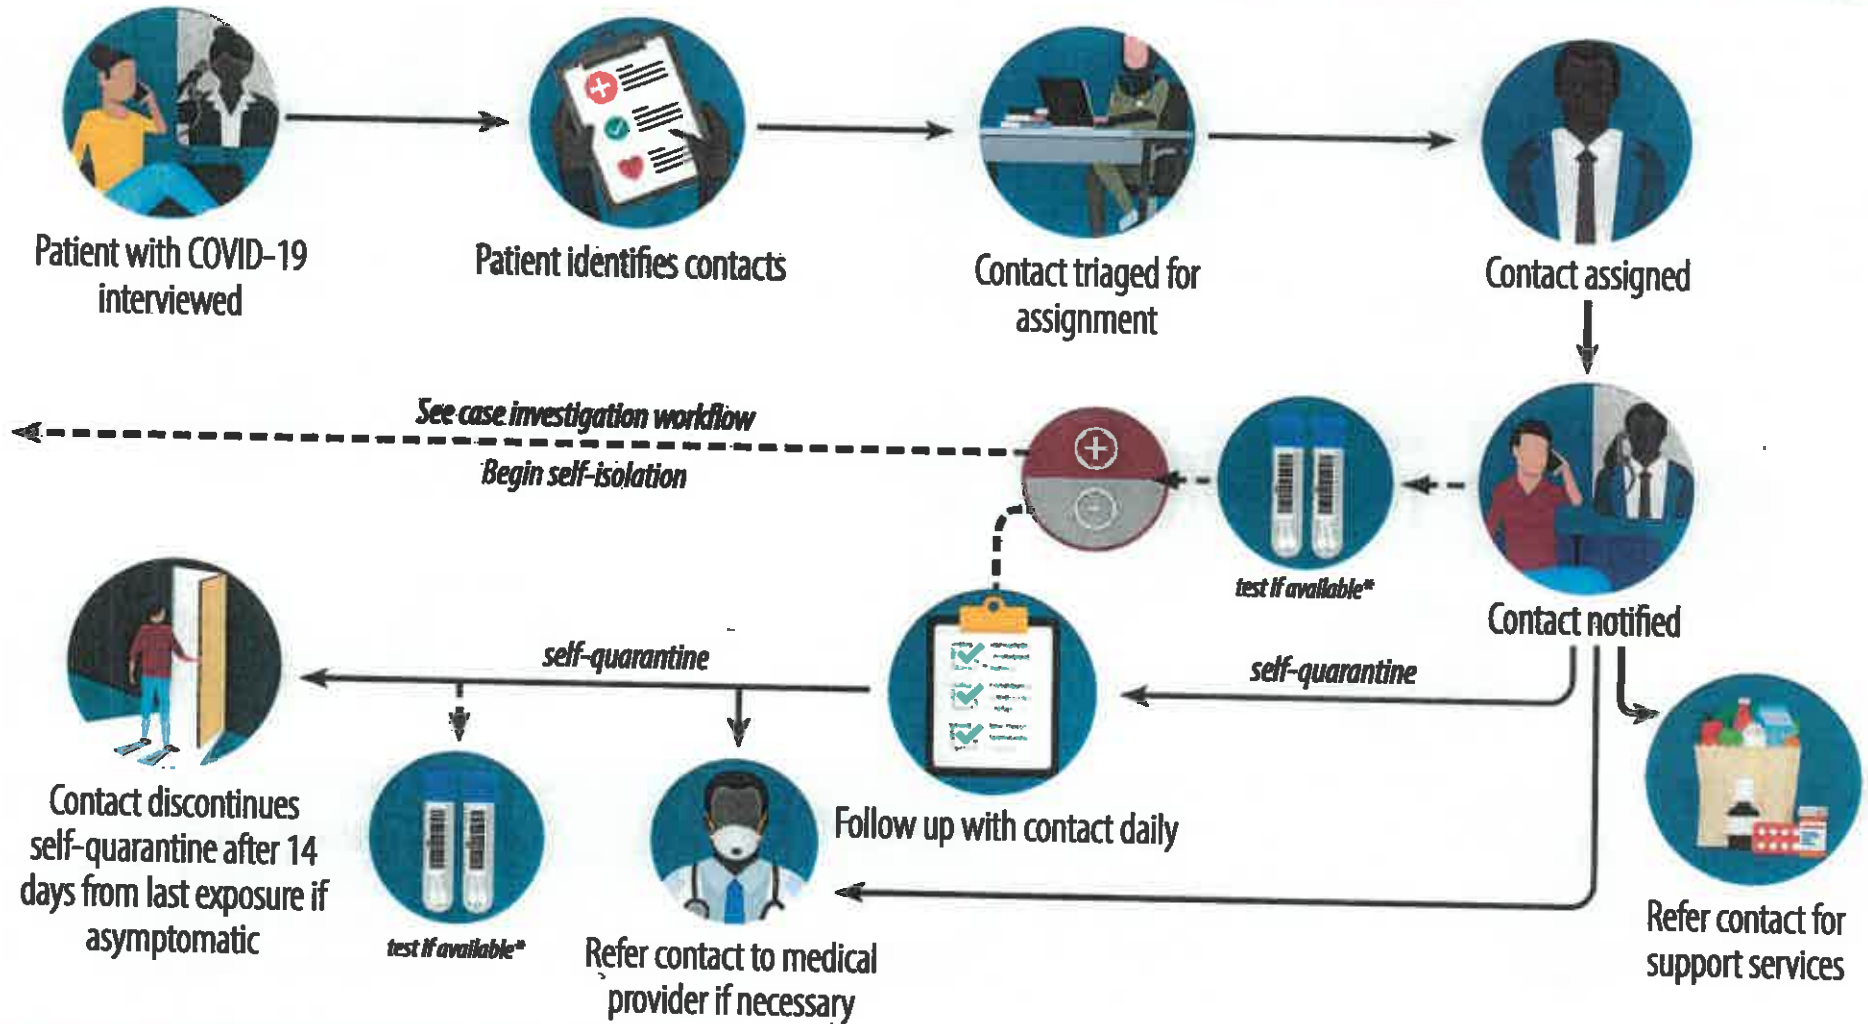 Patient with COVID-19
interviewed
Patient identifies contacts
Contact triaged for
assignment
Contact assigned
See case investigation workflow
Begin self-isolation
test if available*
Contact notified
self-quarantine
self-quarantine
Contact discontinues
self-quarantine after 14
days from last exposure if
asymptomatic
test if available*
Refer contact to medical
provider if necessary
Follow up with contact daily
Refer contact for
support services